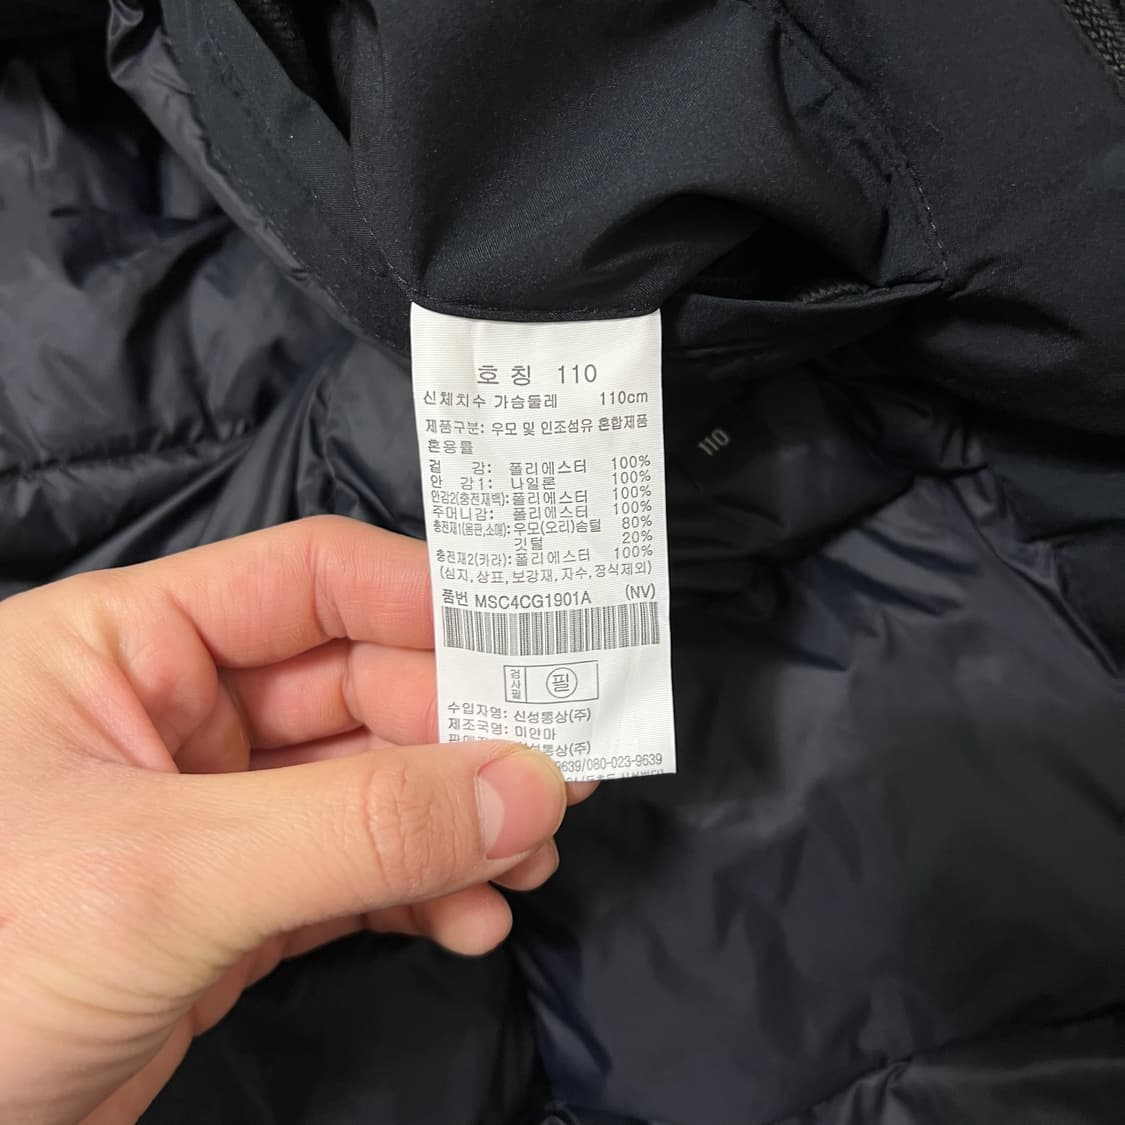 호칭 110
신체치수 가슴둘레 110cm
제품구분: 우모 및 인조섬유 혼합제품
혼용률
겉 감: 폴리에스터 100%
안 감1: 나일론 100%
안감2(충전재백): 폴리에스터 100%
주머니감: 폴리에스터 100%
충전재1(몸판,소매): 우모(오리)솜털 80%
깃털 20%
충전재2(카라): 폴리에스터 100%
(심지, 상표, 보강재, 자수, 장식제외)
품번 MSC4CG1901A (NV)
검사필 필
수입자명: 신성통상(주)
제조국명: 미얀마
성통상(주)
9639/080-023-9639
110